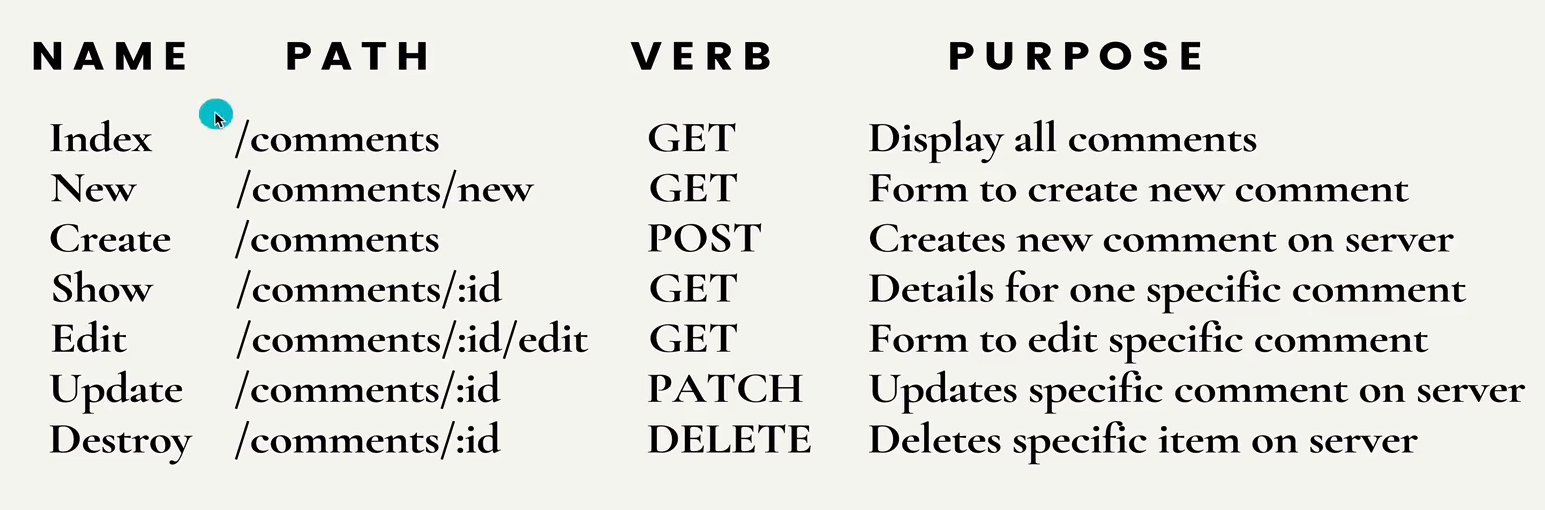 NAME PATH VERB PURPOSE
Index /comments GET Display all comments
New /comments/new GET Form to create new comment
Create /comments POST Creates new comment on server
Show /comments/:id GET Details for one specific comment
Edit /comments/:id/edit GET Form to edit specific comment
Update /comments/:id PATCH Updates specific comment on server
Destroy /comments/:id DELETE Deletes specific item on server